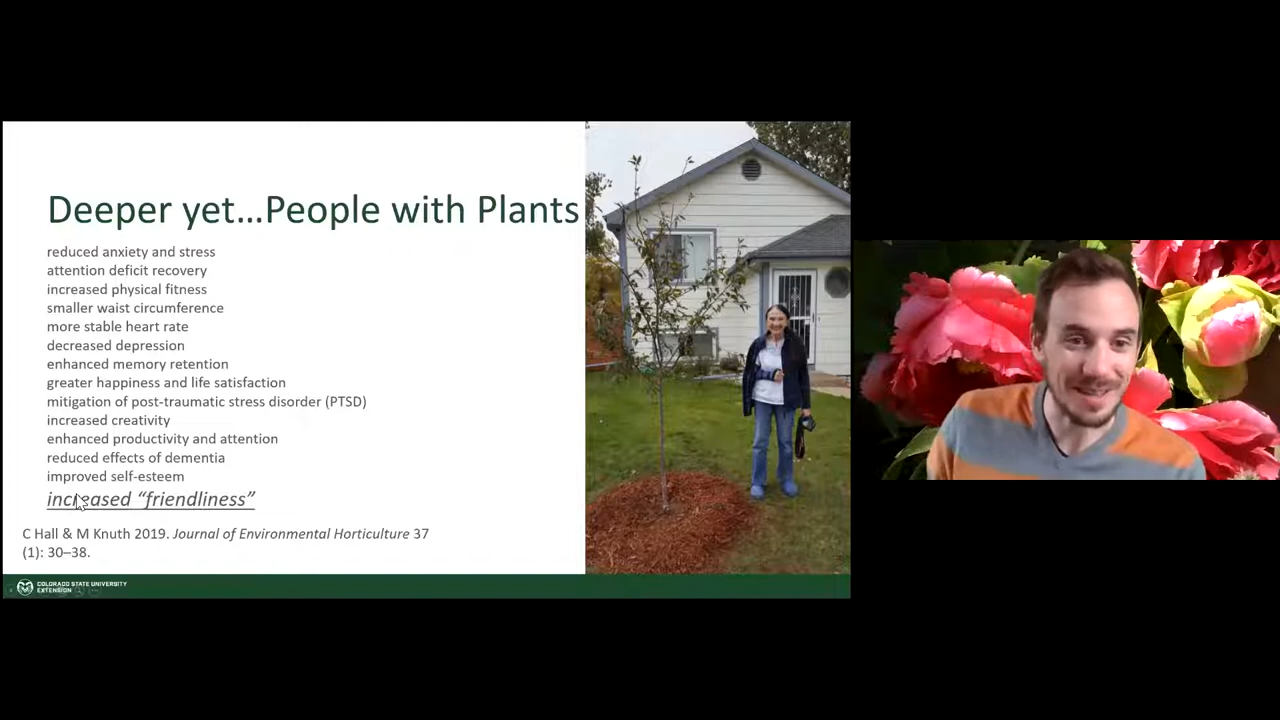 Deeper yet…People with Plants
reduced anxiety and stress
attention deficit recovery
increased physical fitness
smaller waist circumference
more stable heart rate
decreased depression
enhanced memory retention
greater happiness and life satisfaction
mitigation of post-traumatic stress disorder (PTSD)
increased creativity
enhanced productivity and attention
reduced effects of dementia
improved self-esteem
increased “friendliness”
C Hall & M Knuth 2019. Journal of Environmental Horticulture 37
(1): 30–38.
COLORADO STATE UNIVERSITY
EXTENSION